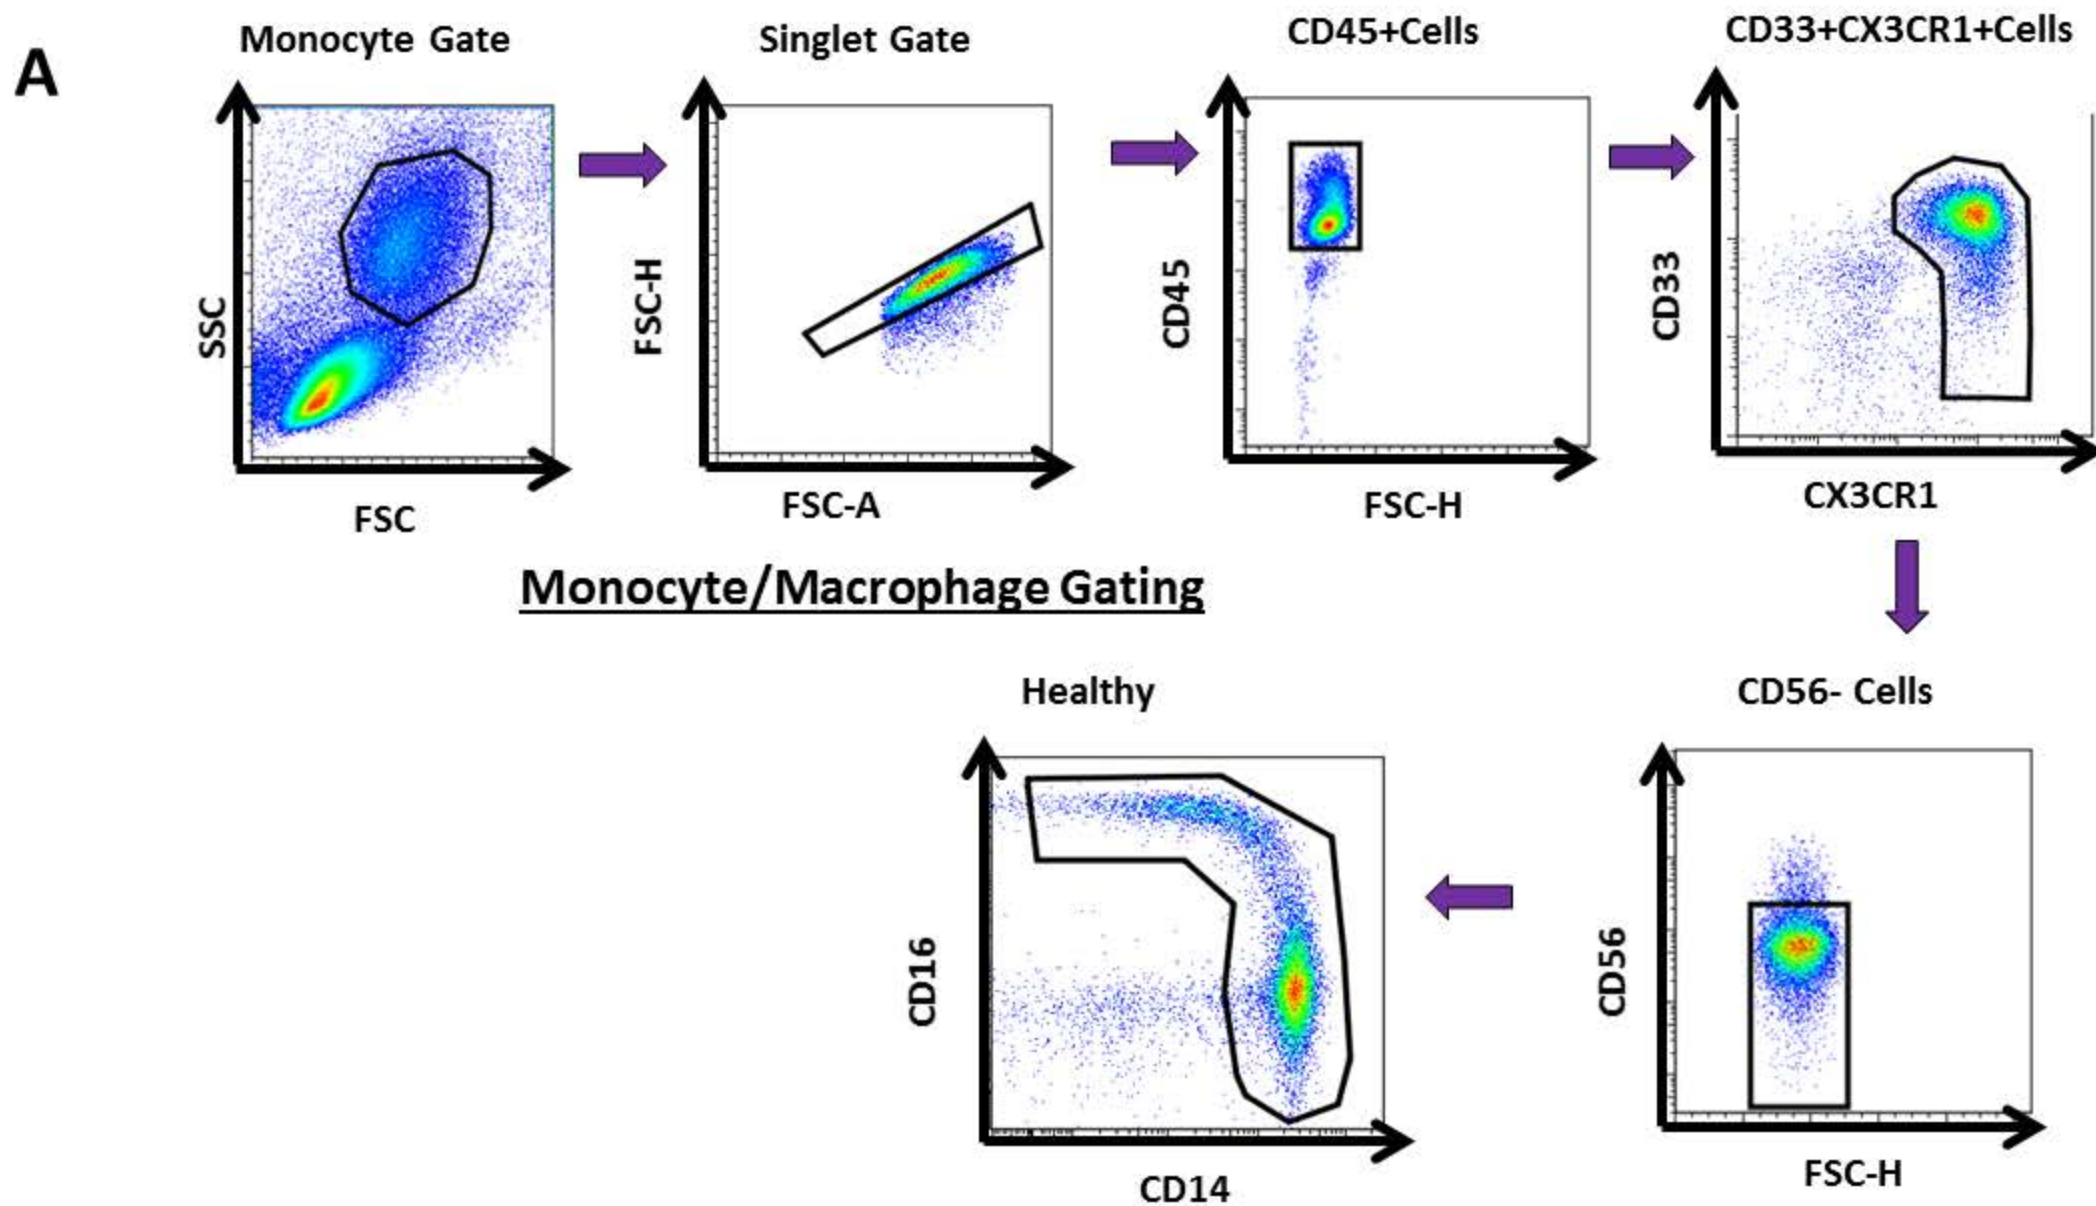 A
Monocyte Gate
Singlet Gate
CD45+Cells
CD33+CX3CR1+Cells
SSC
FSC
FSC-H
FSC-A
CD45
FSC-H
CD33
CX3CR1
Monocyte/Macrophage Gating
Healthy
CD56- Cells
CD16
CD14
CD56
FSC-H